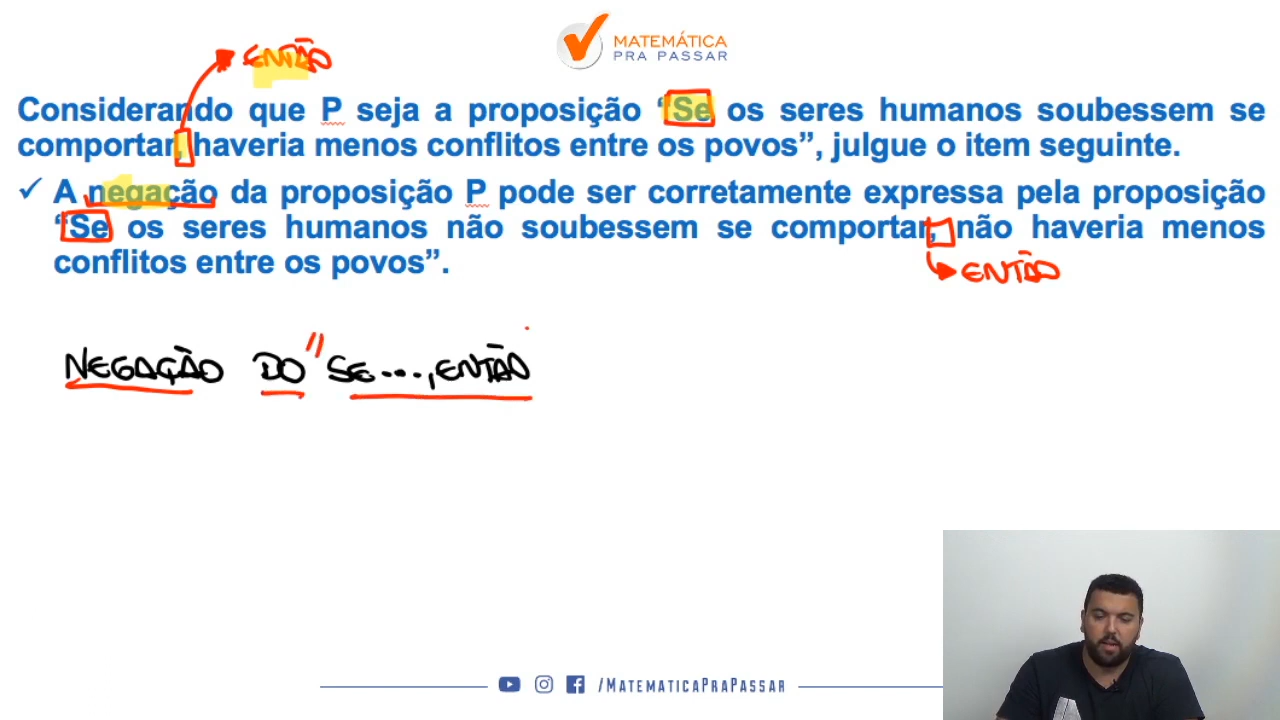 MATEMÁTICA
PRA PASSAR
ENTÃO
Considerando que P seja a proposição “Se os seres humanos soubessem se
comportar, haveria menos conflitos entre os povos”, julgue o item seguinte.
✓ A negação da proposição P pode ser corretamente expressa pela proposição
“Se os seres humanos não soubessem se comportar, não haveria menos
conflitos entre os povos”.
ENTÃO
NEGAÇÃO DO "SE...,ENTÃO
/MATEMATICAPRAPASSAR